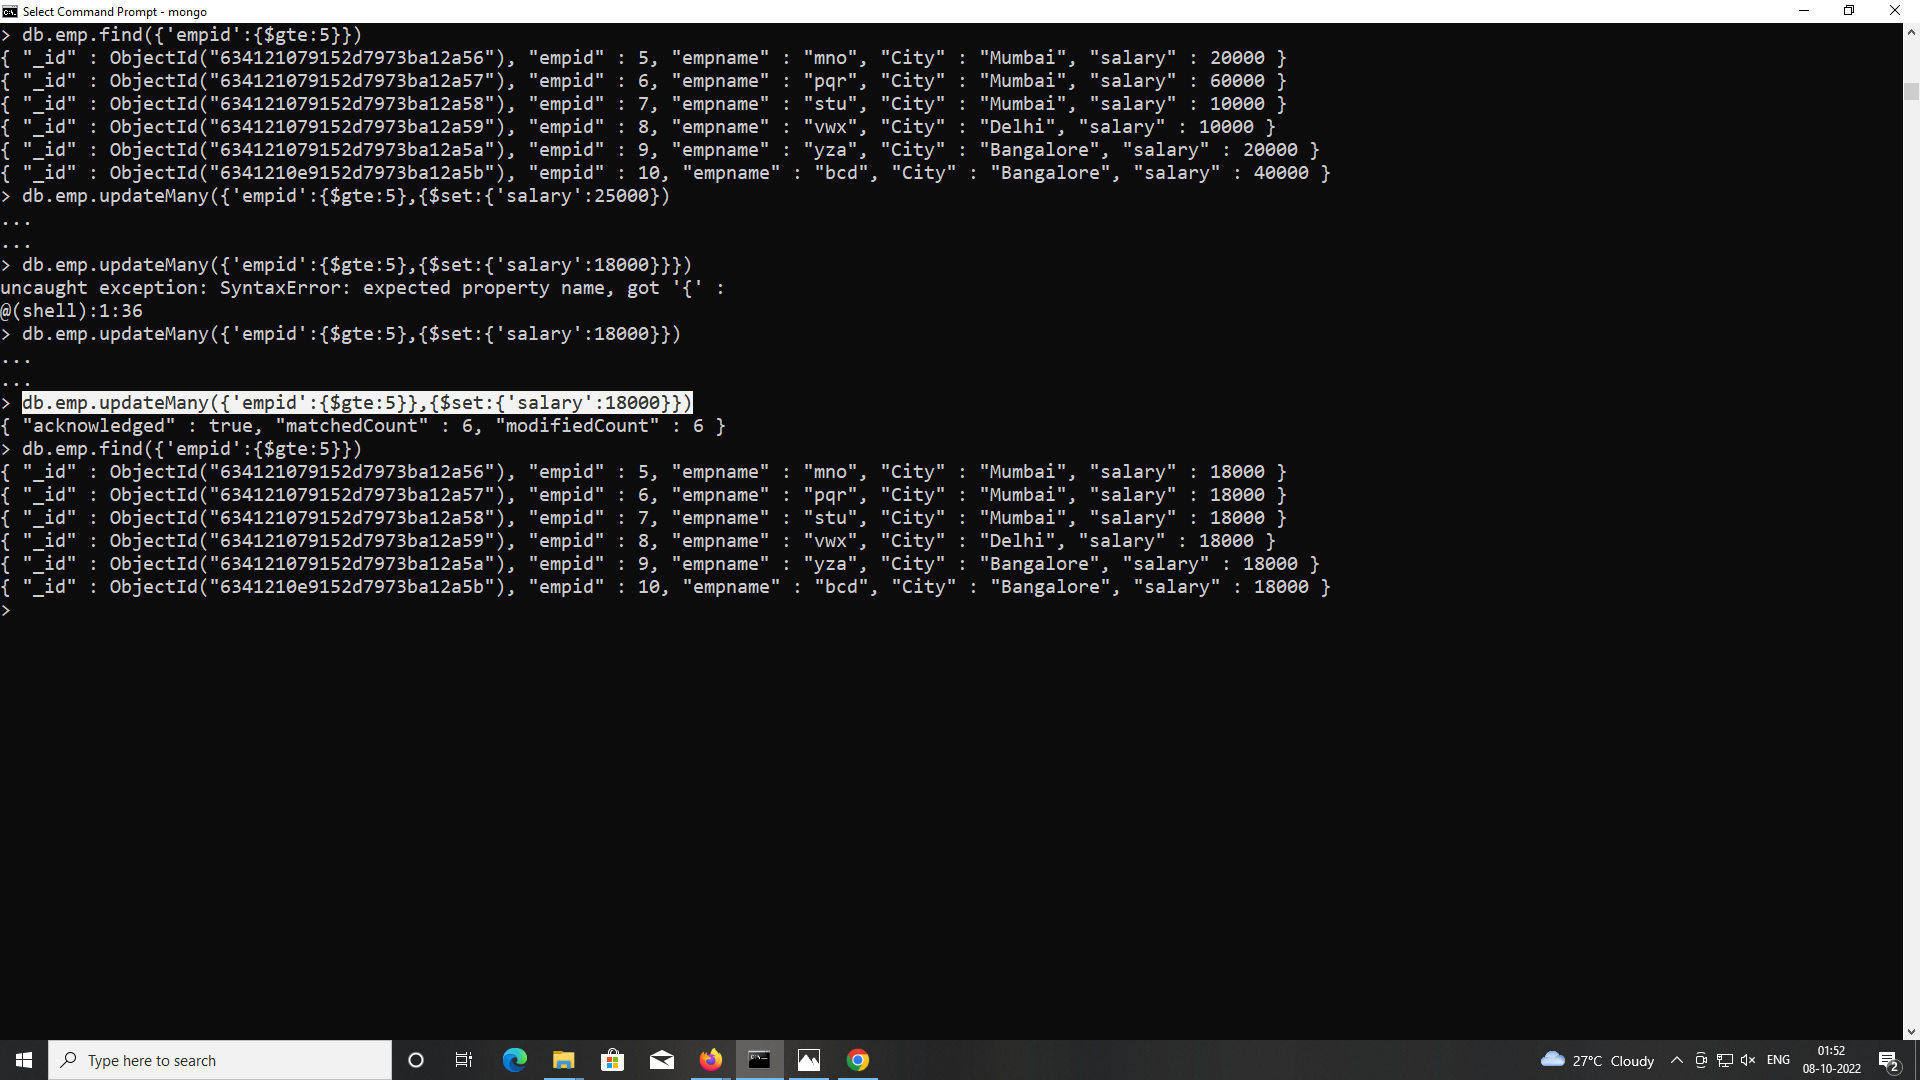 Select Command Prompt - mongo
> db.emp.find({'empid':{$gte:5}})
{ "_id" : ObjectId("634121079152d7973ba12a56"), "empid" : 5, "empname" : "mno", "City" : "Mumbai", "salary" : 20000 }
{ "_id" : ObjectId("634121079152d7973ba12a57"), "empid" : 6, "empname" : "pqr", "City" : "Mumbai", "salary" : 60000 }
{ "_id" : ObjectId("634121079152d7973ba12a58"), "empid" : 7, "empname" : "stu", "City" : "Mumbai", "salary" : 10000 }
{ "_id" : ObjectId("634121079152d7973ba12a59"), "empid" : 8, "empname" : "vwx", "City" : "Delhi", "salary" : 10000 }
{ "_id" : ObjectId("634121079152d7973ba12a5a"), "empid" : 9, "empname" : "yza", "City" : "Bangalore", "salary" : 20000 }
{ "_id" : ObjectId("6341210e9152d7973ba12a5b"), "empid" : 10, "empname" : "bcd", "City" : "Bangalore", "salary" : 40000 }
> db.emp.updateMany({'empid':{$gte:5},{$set:{'salary':25000})
...
...
> db.emp.updateMany({'empid':{$gte:5},{$set:{'salary':18000}}})
uncaught exception: SyntaxError: expected property name, got '{' :
@(shell):1:36
> db.emp.updateMany({'empid':{$gte:5},{$set:{'salary':18000}})
...
...
> db.emp.updateMany({'empid':{$gte:5}},{$set:{'salary':18000}})
{ "acknowledged" : true, "matchedCount" : 6, "modifiedCount" : 6 }
> db.emp.find({'empid':{$gte:5}})
{ "_id" : ObjectId("634121079152d7973ba12a56"), "empid" : 5, "empname" : "mno", "City" : "Mumbai", "salary" : 18000 }
{ "_id" : ObjectId("634121079152d7973ba12a57"), "empid" : 6, "empname" : "pqr", "City" : "Mumbai", "salary" : 18000 }
{ "_id" : ObjectId("634121079152d7973ba12a58"), "empid" : 7, "empname" : "stu", "City" : "Mumbai", "salary" : 18000 }
{ "_id" : ObjectId("634121079152d7973ba12a59"), "empid" : 8, "empname" : "vwx", "City" : "Delhi", "salary" : 18000 }
{ "_id" : ObjectId("634121079152d7973ba12a5a"), "empid" : 9, "empname" : "yza", "City" : "Bangalore", "salary" : 18000 }
{ "_id" : ObjectId("6341210e9152d7973ba12a5b"), "empid" : 10, "empname" : "bcd", "City" : "Bangalore", "salary" : 18000 }
>
Type here to search
27°C Cloudy
ENG
01:52
08-10-2022
2